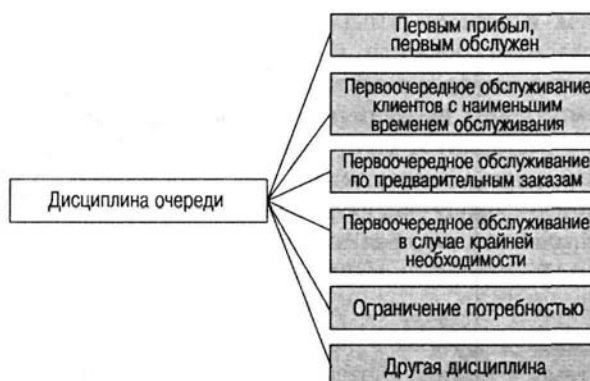 Первым прибыл,
первым обслужен
Первоочередное обслуживание
клиентов с наименьшим
временем обслуживания
Первоочередное обслуживание
по предварительным заказам
Дисциплина очереди
Первоочередное обслуживание
в случае крайней
необходимости
Ограничение потребностью
Другая дисциплина